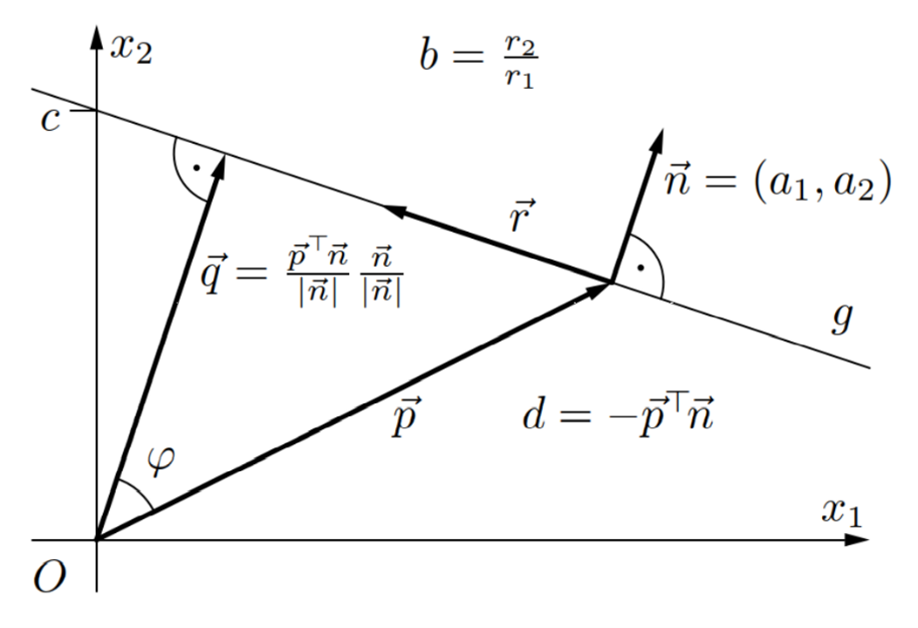 x₂
b = r₂/r₁
c
n⃗ = (a₁, a₂)
r⃗
q⃗ = p⃗⊤n⃗/|n⃗| n⃗/|n⃗|
g
p⃗
d = −p⃗⊤n⃗
φ
x₁
O